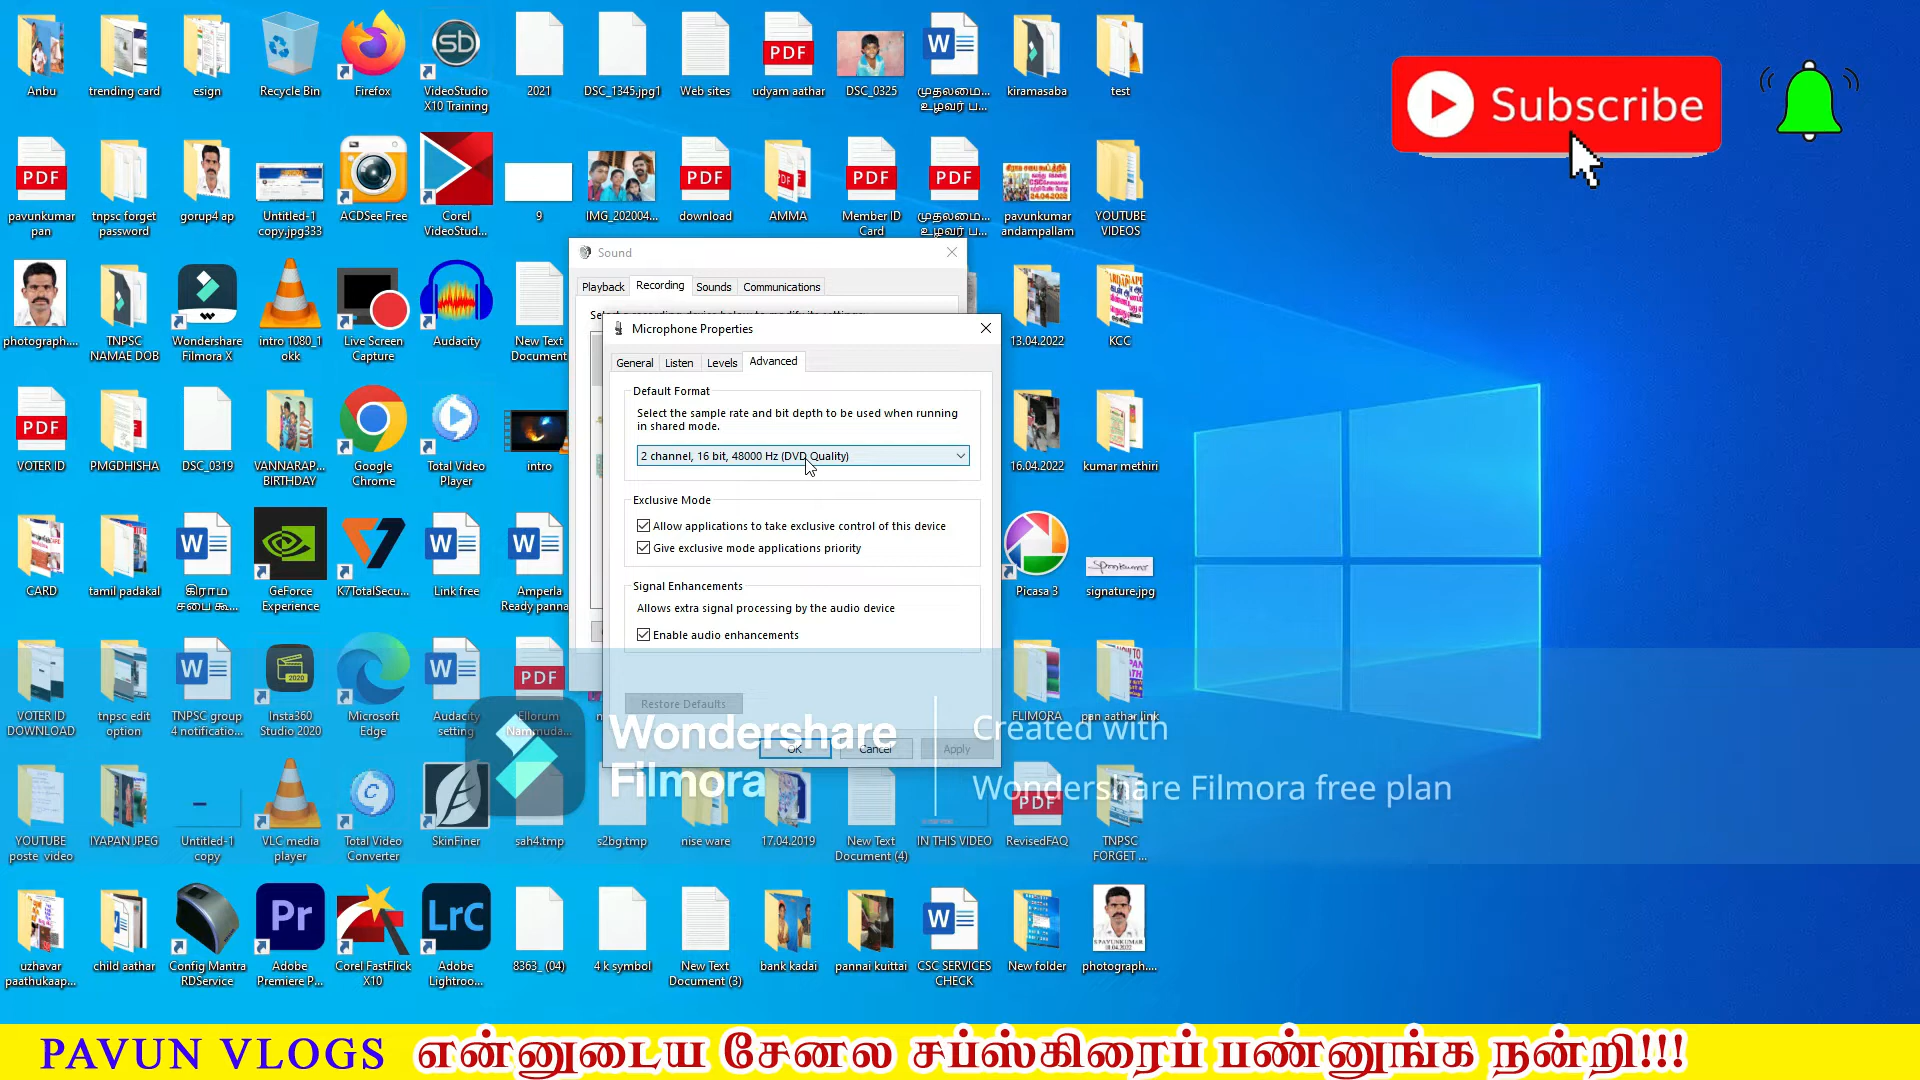 Anbu
trending card
esign
Recycle Bin
Firefox
VideoStudio
X10 Training
2021
DSC_1345.jpg1
Web sites
udyam aathar
DSC_0325
முதலமை...
உழவர் ப...
kiramasaba
test
Subscribe
pavunkumar
pan
tnpsc forget
password
gorup4 ap
Untitled-1
copy.jpg333
ACDSee Free
Corel
VideoStud...
9
IMG_202004...
download
AMMA
Member ID
Card
முதலமை...
உழவர் ப...
pavunkumar
andampallam
YOUTUBE
VIDEOS
photograph....
TNPSC
NAMAE DOB
Wondershare
Filmora X
intro 1080_1
okk
Live Screen
Capture
Audacity
New Text
Document
13.04.2022
KCC
Sound
Playback
Recording
Sounds
Communications
Microphone Properties
General
Listen
Levels
Advanced
Default Format
Select the sample rate and bit depth to be used when running
in shared mode.
2 channel, 16 bit, 48000 Hz (DVD Quality)
Exclusive Mode
Allow applications to take exclusive control of this device
Give exclusive mode applications priority
Signal Enhancements
Allows extra signal processing by the audio device
Enable audio enhancements
Restore Defaults
OK
Cancel
Apply
VOTER ID
PMGDHISHA
DSC_0319
VANNARAP...
BIRTHDAY
Google
Chrome
Total Video
Player
intro
16.04.2022
kumar methiri
CARD
tamil padakal
கிராம
சபை கூ...
GeForce
Experience
K7TotalSecu...
Link free
Amperla
Ready panna
Picasa 3
signature.jpg
VOTER ID
DOWNLOAD
tnpsc edit
option
TNPSC group
4 notificatio...
Insta360
Studio 2020
Microsoft
Edge
Audacity
setting
Ellorum
Nammuda...
FLIMORA
pan aathar link
Wondershare
Filmora
Created with
Wondershare Filmora free plan
YOUTUBE
poste video
IYAPAN JPEG
Untitled-1
copy
VLC media
player
Total Video
Converter
SkinFiner
sah4.tmp
s2bg.tmp
nise ware
17.04.2019
New Text
Document (4)
IN THIS VIDEO
RevisedFAQ
TNPSC
FORGET ...
uzhavar
paathukaap...
child aathar
Config Mantra
RDService
Adobe
Premiere P...
Corel FastFlick
X10
Adobe
Lightroo...
8363_ (04)
4 k symbol
New Text
Document (3)
bank kadai
pannai kuittai
CSC SERVICES
CHECK
New folder
photograph....
PAVUN VLOGS என்னுடைய சேனல சப்ஸ்கிரைப் பண்ணுங்க நன்றி!!!